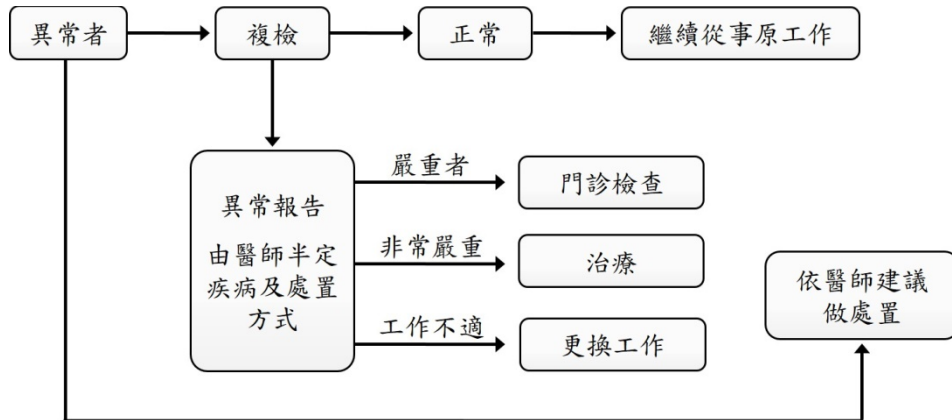 異常者
複檢
正常
繼續從事原工作
異常報告
由醫師半定
疾病及處置
方式
嚴重者
門診檢查
非常嚴重
治療
工作不適
更換工作
依醫師建議
做處置